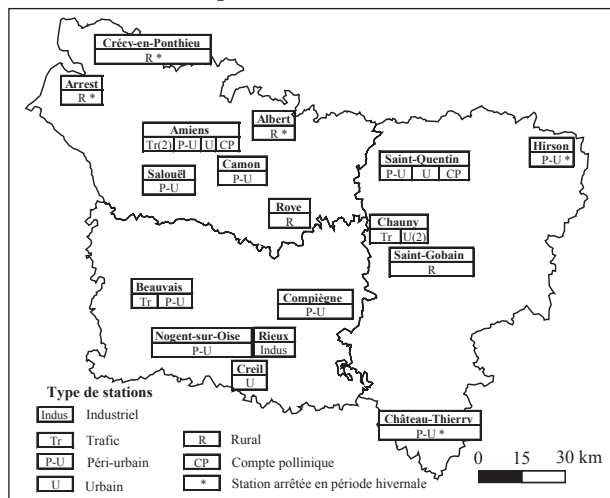 Crécy-en-Ponthieu
R *
Arrest
R *
Albert
R *
Amiens
Tr(2) P-U U CP
Hirson
P-U *
Saint-Quentin
P-U U CP
Camon
P-U
Salouël
P-U
Roye
R
Chauny
Tr U(2)
Saint-Gobain
R
Beauvais
Tr P-U
Compiègne
P-U
Nogent-sur-Oise
P-U
Rieux
Indus
Creil
U
Château-Thierry
P-U *
Type de stations
Indus Industriel
Tr Trafic
P-U Péri-urbain
U Urbain
R Rural
CP Compte pollinique
* Station arrêtée en période hivernale
0 15 30 km